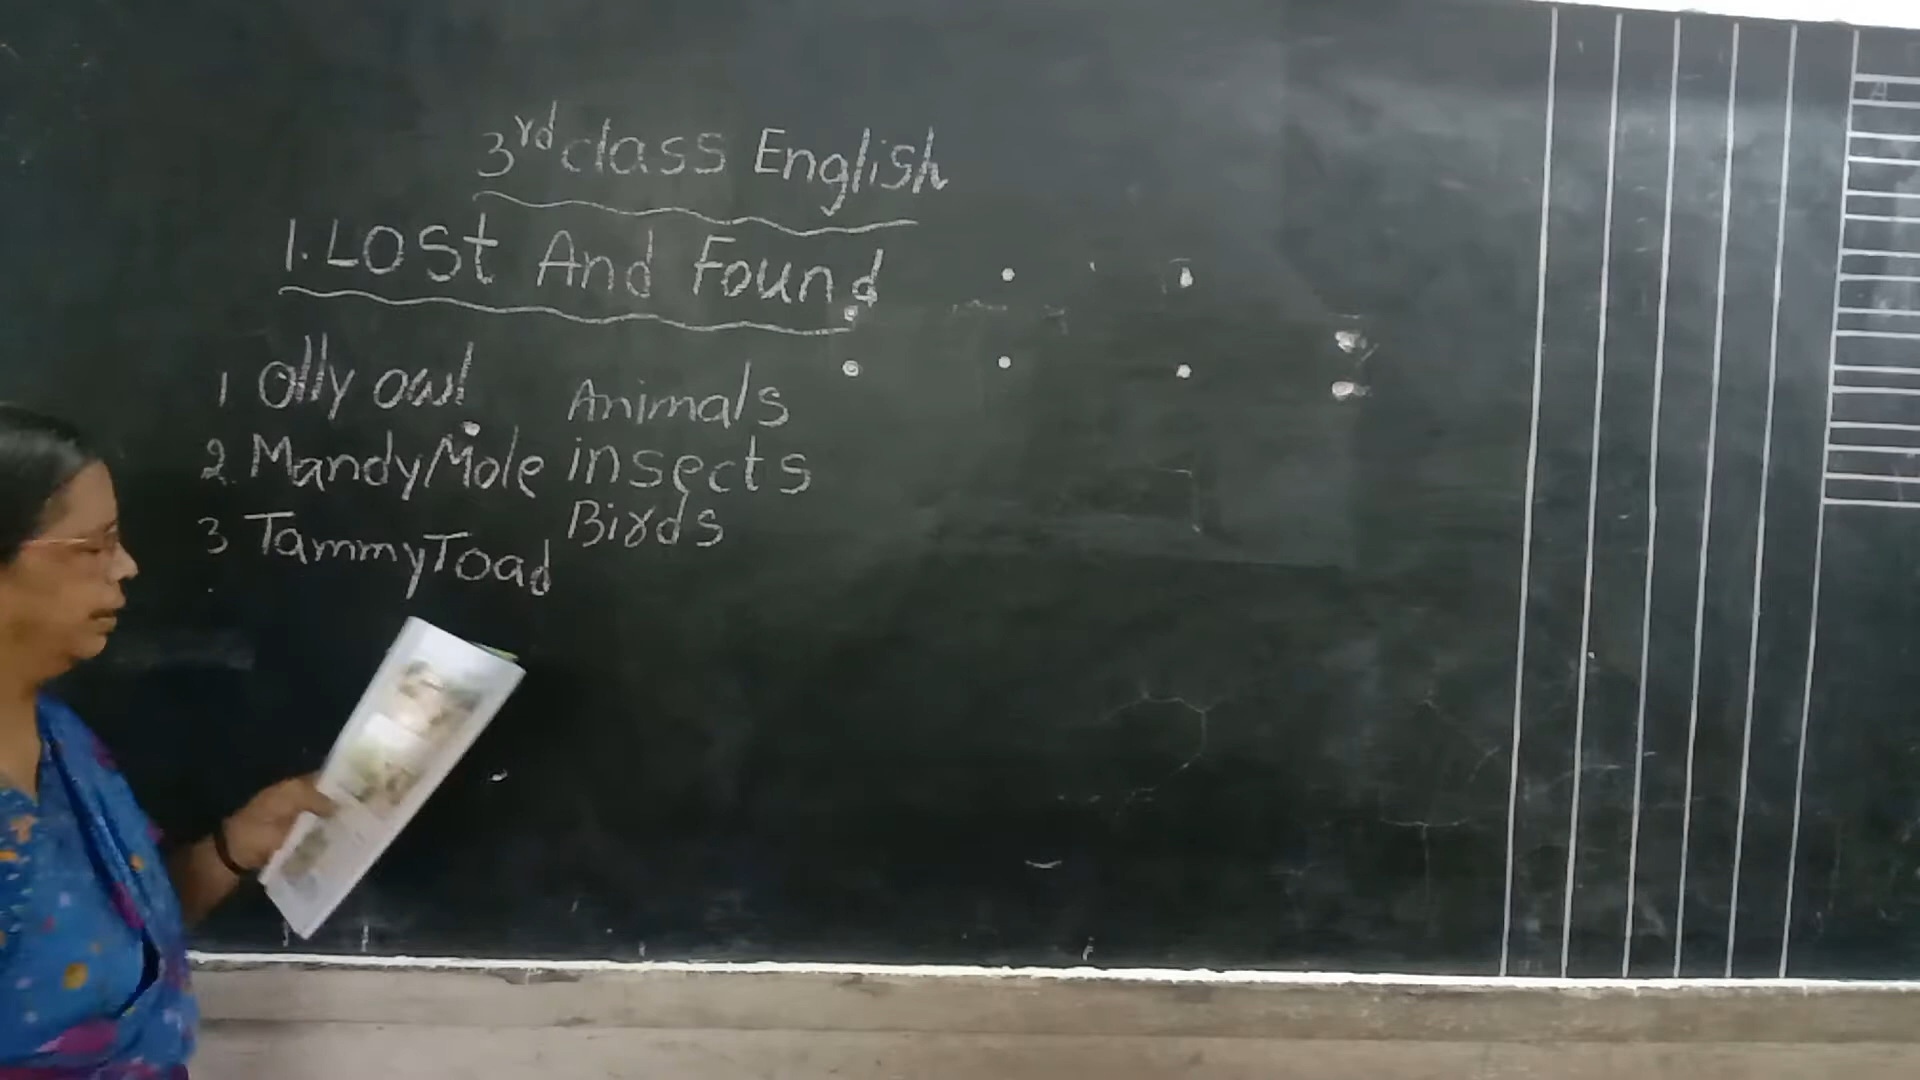 3rd class English
1. LOSt And Found
1 Olly owl Animals
2. Mandy Mole insects
3 Tammy Toad Birds